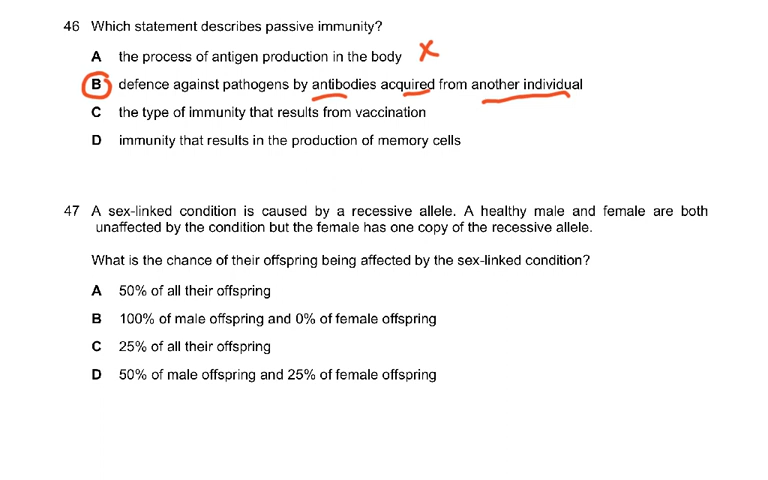 46 Which statement describes passive immunity?
A the process of antigen production in the body
B defence against pathogens by antibodies acquired from another individual
C the type of immunity that results from vaccination
D immunity that results in the production of memory cells
47 A sex-linked condition is caused by a recessive allele. A healthy male and female are both
unaffected by the condition but the female has one copy of the recessive allele.
What is the chance of their offspring being affected by the sex-linked condition?
A 50% of all their offspring
B 100% of male offspring and 0% of female offspring
C 25% of all their offspring
D 50% of male offspring and 25% of female offspring